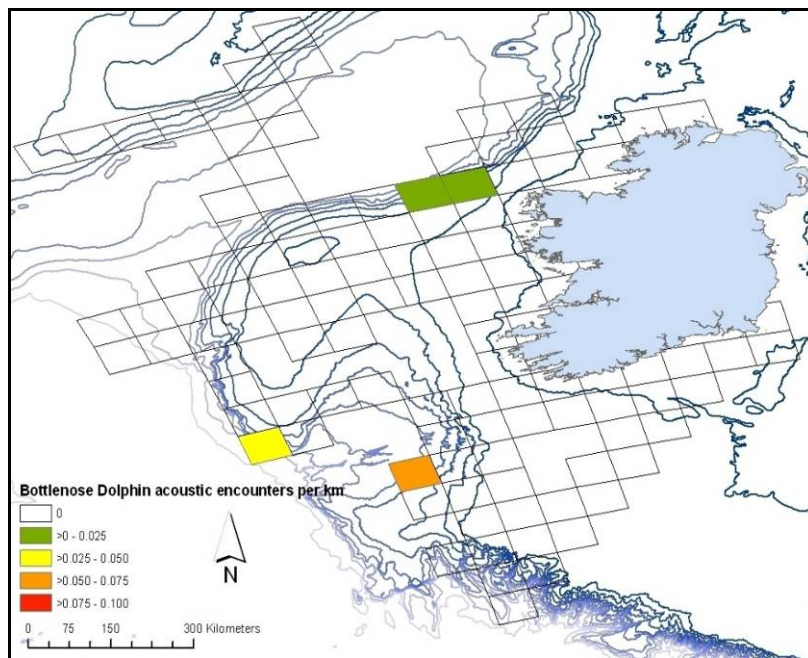 Bottlenose Dolphin acoustic encounters per km
0
>0 - 0.025
>0.025 - 0.050
>0.050 - 0.075
>0.075 - 0.100
N
0 75 150 300 Kilometers